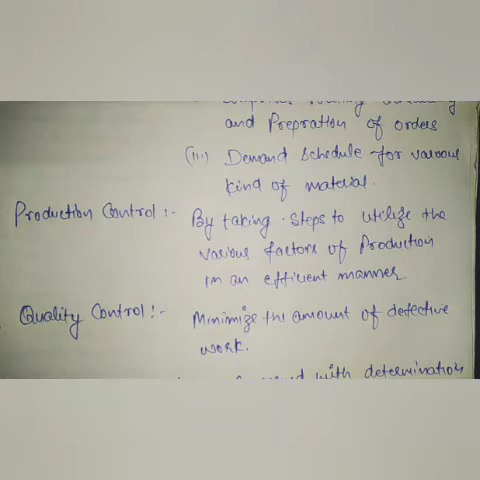 and Prepration of orders
(iii) Demand Schedule for various
kind of material.
Production Control :- By taking steps to utilize the
various factors of Production
in an efficient manner
Quality Control :- Minimize the amount of defective
work.
with determination